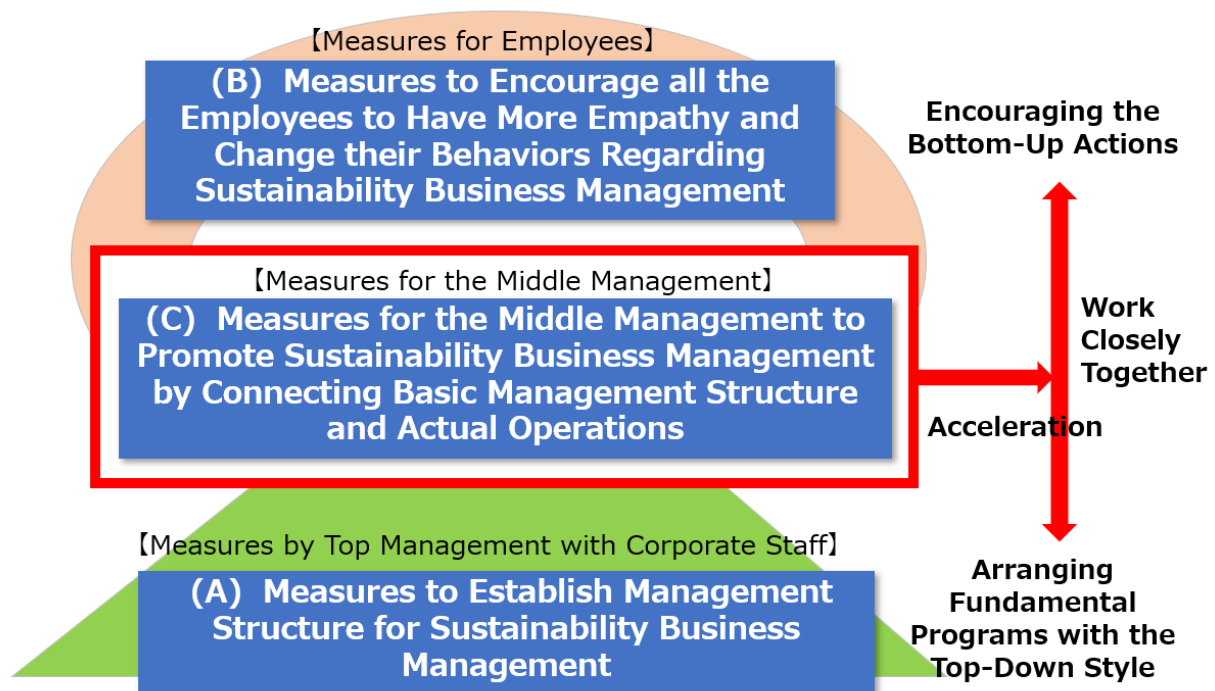 【Measures for Employees】
(B) Measures to Encourage all the
Employees to Have More Empathy and
Change their Behaviors Regarding
Sustainability Business Management
Encouraging the
Bottom-Up Actions
【Measures for the Middle Management】
(C) Measures for the Middle Management to
Promote Sustainability Business Management
by Connecting Basic Management Structure
and Actual Operations
Work
Closely
Together
Acceleration
【Measures by Top Management with Corporate Staff】
(A) Measures to Establish Management
Structure for Sustainability Business
Management
Arranging
Fundamental
Programs with the
Top-Down Style